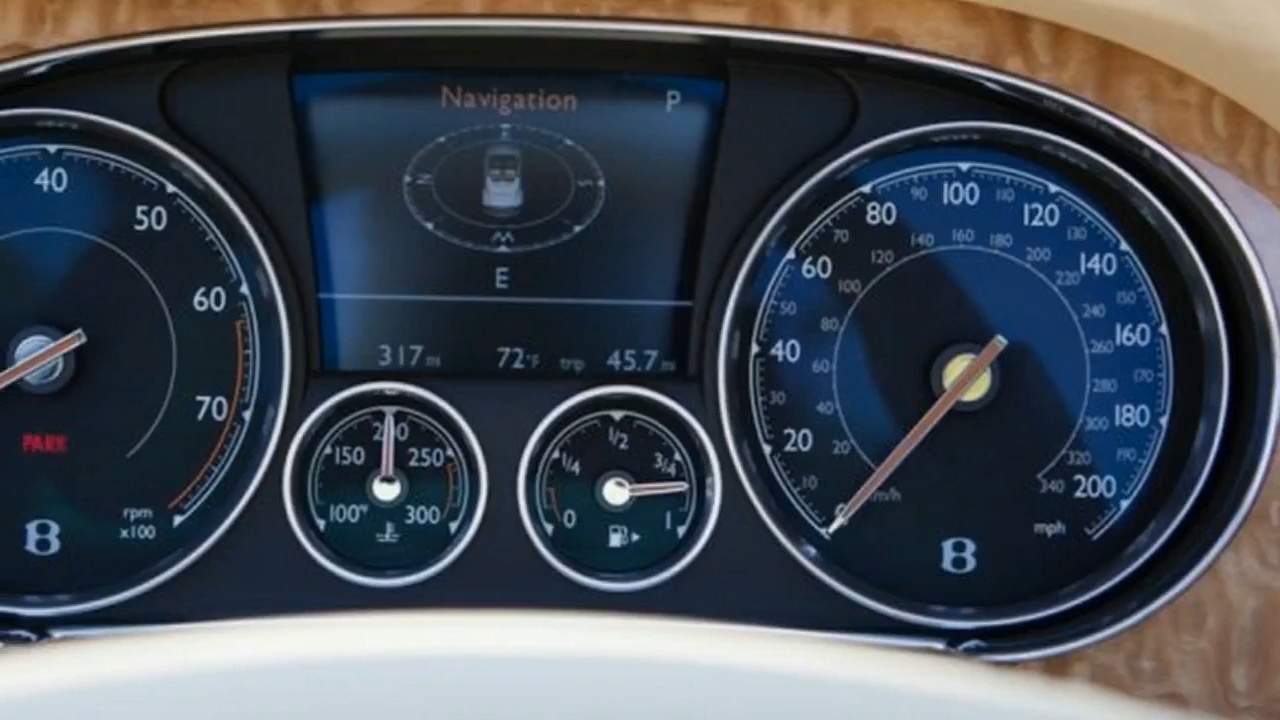 Navigation P
N E S W
E
317 mi 72°F trip 45.7 mi
40
50
60
70
PARK
rpm
x100
B
100°F 150 200 250 300
0 1/4 1/2 3/4 1
0 10 20 30 40 50 60 70 80 90 100 110 120 130 140 150 160 170 180 190 200
20 40 60 80 100 120 140 160 180 200 220 240 260 280 300 320 340
km/h
mph
B